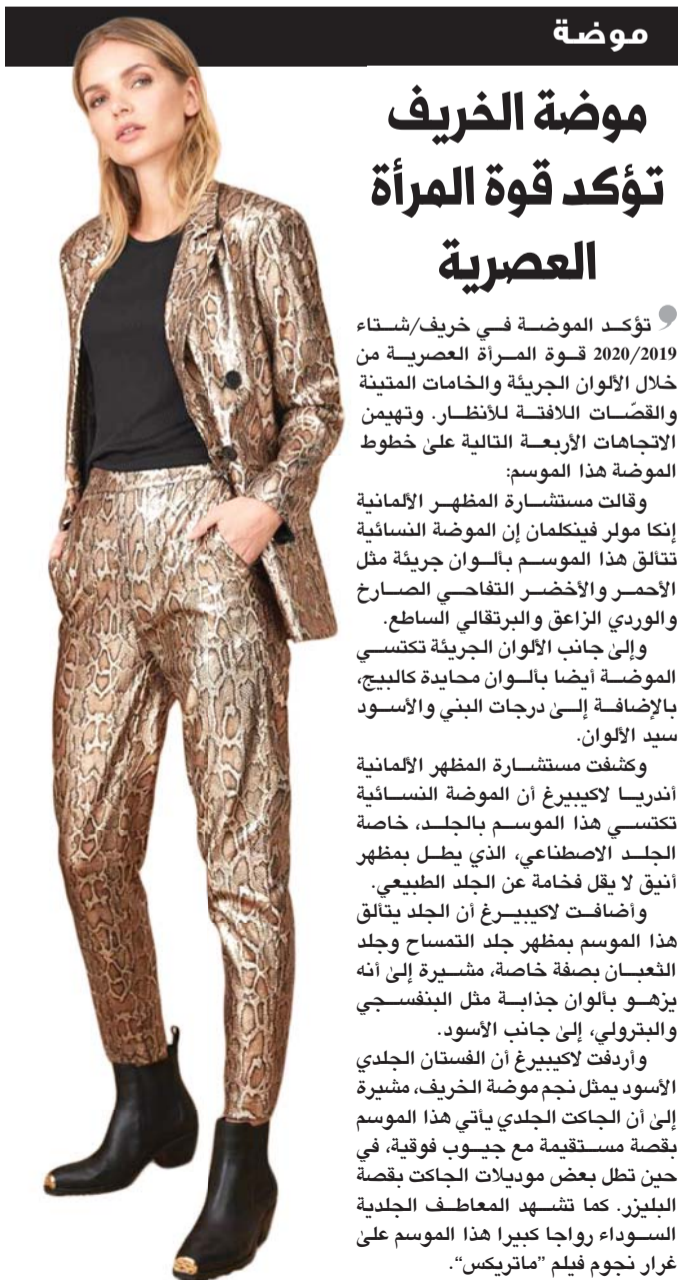 موضة
موضة الخريف
تؤكد قوة المرأة
العصرية
تؤكد الموضة في خريف/شتاء
2020/2019 قوة المرأة العصرية من
خلال الألوان الجريئة والخامات المتينة
والقصّات اللافتة للأنظار. وتهيمن
الاتجاهات الأربعة التالية على خطوط
الموضة هذا الموسم:
وقالت مستشارة المظهر الألمانية
إنكا مولر فينكلمان إن الموضة النسائية
تتألق هذا الموسم بألوان جريئة مثل
الأحمر والأخضر التفاحي الصارخ
والوردي الزاعق والبرتقالي الساطع.
وإلى جانب الألوان الجريئة تكتسي
الموضة أيضا بألوان محايدة كالبيج،
بالإضافة إلى درجات البني والأسود
سيد الألوان.
وكشفت مستشارة المظهر الألمانية
أندريا لاكيبيرغ أن الموضة النسائية
تكتسي هذا الموسم بالجلد، خاصة
الجلد الاصطناعي، الذي يطل بمظهر
أنيق لا يقل فخامة عن الجلد الطبيعي.
وأضافت لاكيبيرغ أن الجلد يتألق
هذا الموسم بمظهر جلد التمساح وجلد
الثعبان بصفة خاصة، مشيرة إلى أنه
يزهو بألوان جذابة مثل البنفسجي
والبترولي، إلى جانب الأسود.
وأردفت لاكيبيرغ أن الفستان الجلدي
الأسود يمثل نجم موضة الخريف، مشيرة
إلى أن الجاكت الجلدي يأتي هذا الموسم
بقصة مستقيمة مع جيوب فوقية، في
حين تطل بعض موديلات الجاكت بقصة
البليزر. كما تشهد المعاطف الجلدية
السوداء رواجا كبيرا هذا الموسم على
غرار نجوم فيلم ”ماتريكس“.